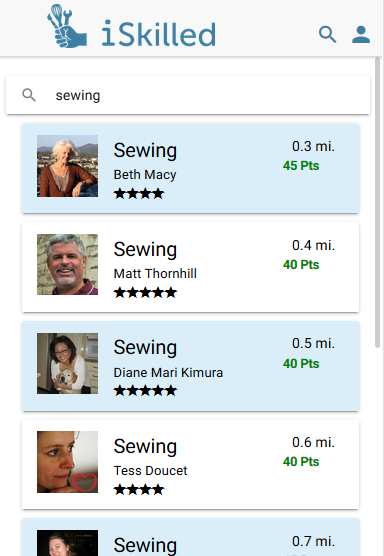 iSkilled
sewing
Sewing 0.3 mi.
45 Pts
Beth Macy
★★★★
Sewing 0.4 mi.
40 Pts
Matt Thornhill
★★★★★
Sewing 0.5 mi.
40 Pts
Diane Mari Kimura
★★★★★
Sewing 0.6 mi.
40 Pts
Tess Doucet
★★★★
Sewing 0.7 mi.